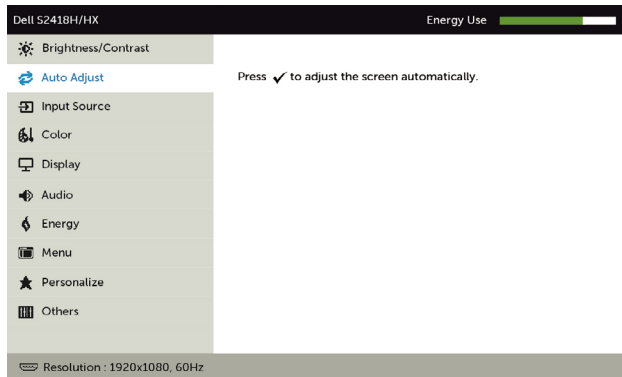 Dell S2418H/HX
Energy Use
Brightness/Contrast
Auto Adjust
Press ✓ to adjust the screen automatically.
Input Source
Color
Display
Audio
Energy
Menu
Personalize
Others
Resolution : 1920x1080, 60Hz